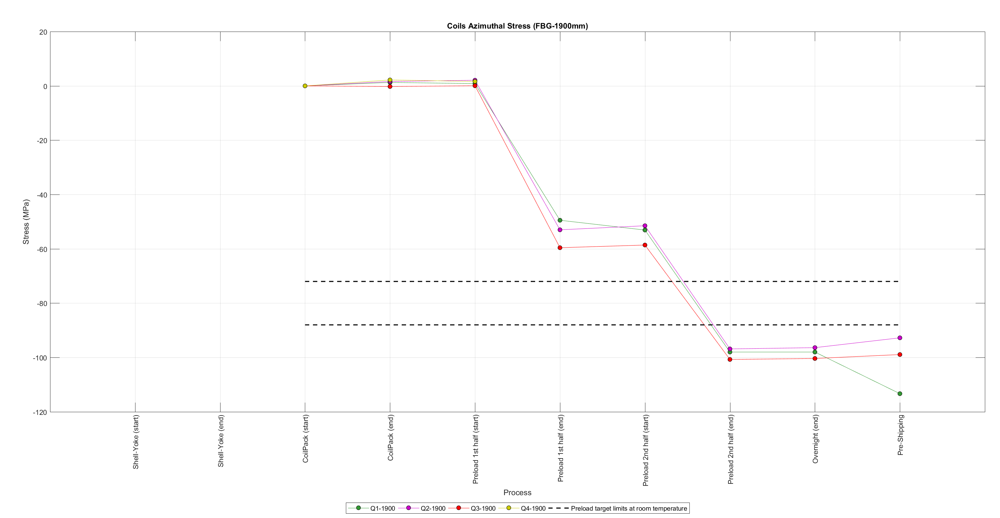 Coils Azimuthal Stress (FBG-1900mm)
20
0
-20
-40
-60
-80
-100
-120
Stress (MPa)
Shell-Yoke (start)
Shell-Yoke (end)
CoilPack (start)
CoilPack (end)
Preload 1st half (start)
Preload 1st half (end)
Preload 2nd half (start)
Preload 2nd half (end)
Overnight (end)
Pre-Shipping
Process
Q1-1900 Q2-1900 Q3-1900 Q4-1900 Preload target limits at room temperature